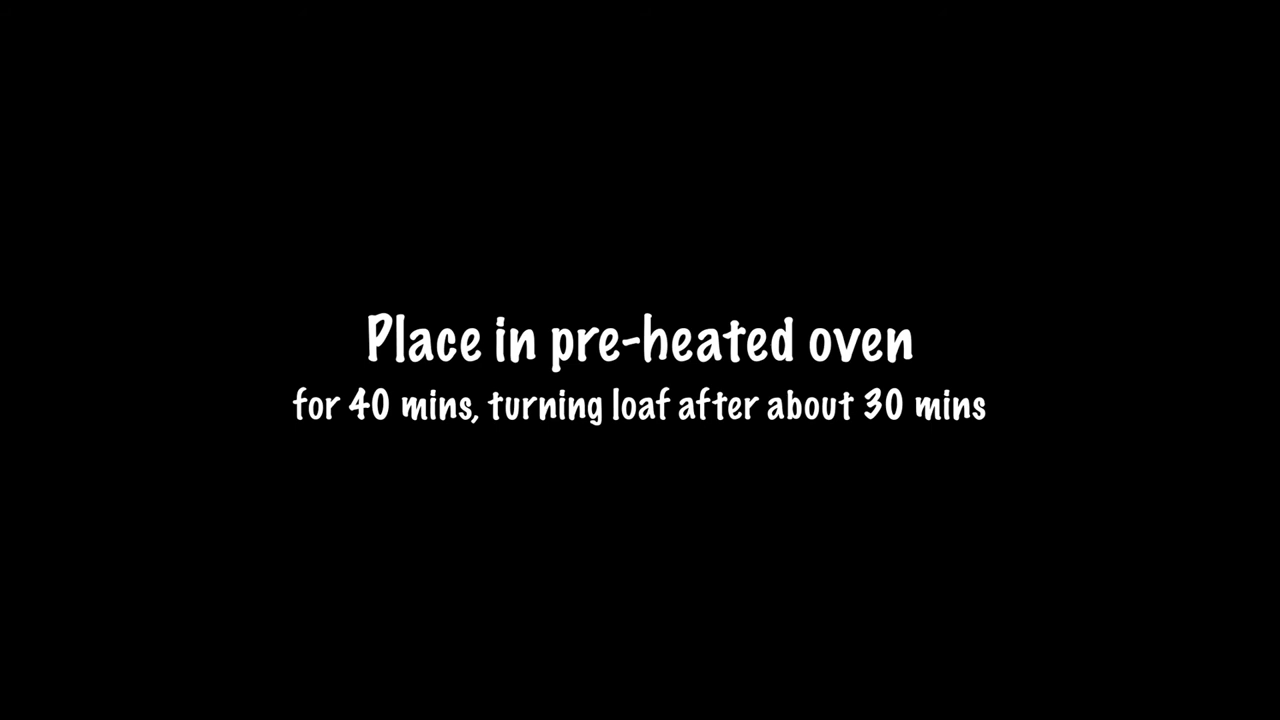 Place in pre-heated oven
for 40 mins, turning loaf after about 30 mins